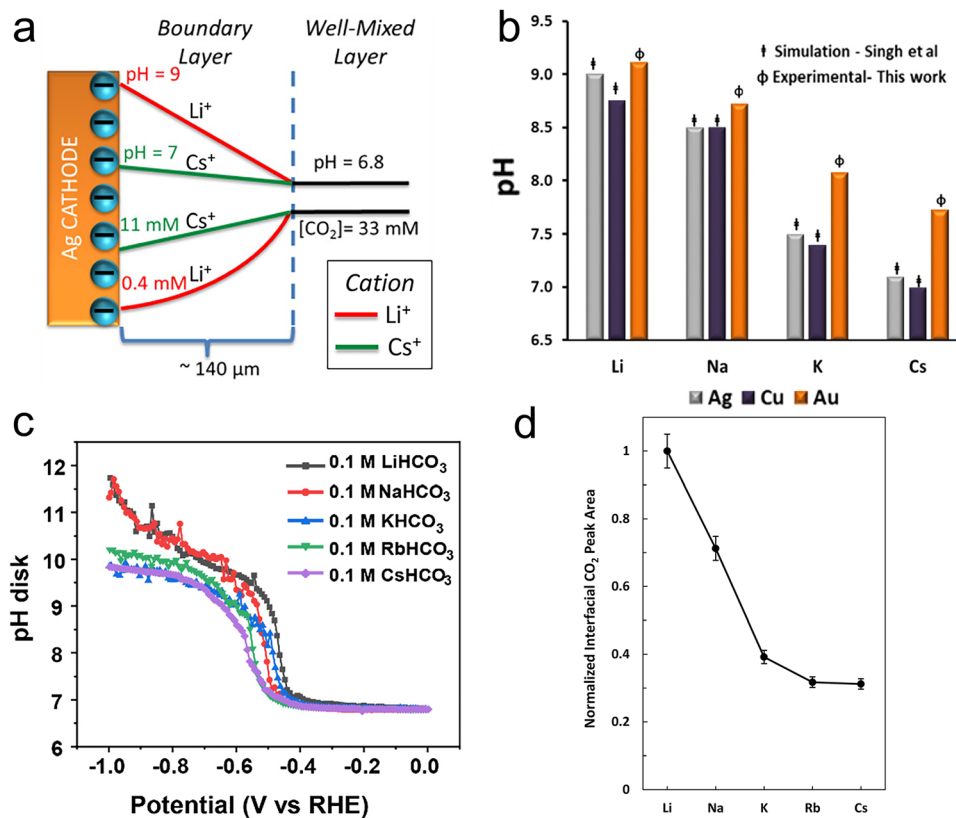 a
Boundary
Layer
Well-Mixed
Layer
Ag CATHODE
pH = 9
Li⁺
pH = 7
Cs⁺
pH = 6.8
11 mM
Cs⁺
[CO₂]= 33 mM
0.4 mM
Li⁺
~ 140 µm
Cation
Li⁺
Cs⁺
b
ǂ Simulation - Singh et al
ϕ Experimental- This work
pH
9.5
9.0
8.5
8.0
7.5
7.0
6.5
Li Na K Cs
Ag Cu Au
c
pH disk
12
11
10
9
8
7
6
0.1 M LiHCO₃
0.1 M NaHCO₃
0.1 M KHCO₃
0.1 M RbHCO₃
0.1 M CsHCO₃
-1.0 -0.8 -0.6 -0.4 -0.2 0.0
Potential (V vs RHE)
d
Normalized Interfacial CO₂ Peak Area
1
0.8
0.6
0.4
0.2
0
Li Na K Rb Cs